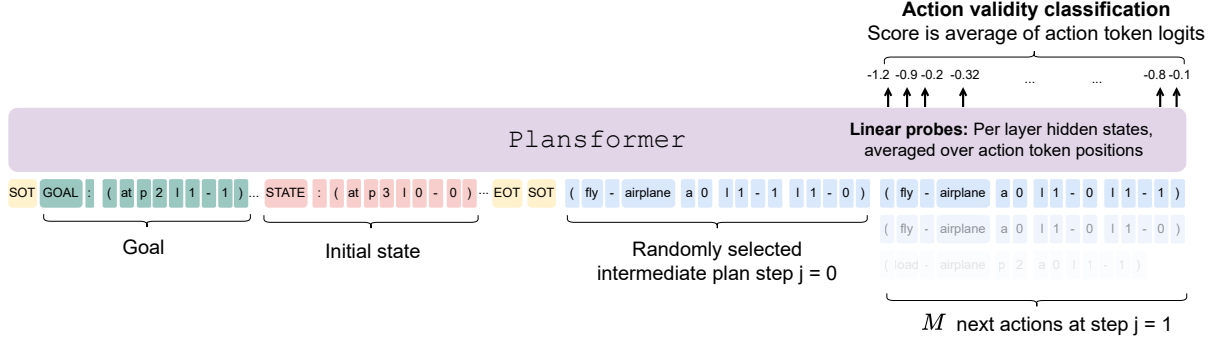 Action validity classification
Score is average of action token logits
-1.2 -0.9 -0.2 -0.32 ... ... -0.8 -0.1
Plansformer
Linear probes: Per layer hidden states,
averaged over action token positions
SOT GOAL : ( at p 2 l 1 - 1 ) ... STATE : ( at p 3 l 0 - 0 ) ... EOT SOT ( fly - airplane a 0 l 1 - 1 l 1 - 0 ) ( fly - airplane a 0 l 1 - 0 l 1 - 1 )
( fly - airplane a 0 l 1 - 0 l 1 - 0 )
( load - airplane p 2 a 0 l 1 - 1 )
Goal
Initial state
Randomly selected
intermediate plan step j = 0
M next actions at step j = 1